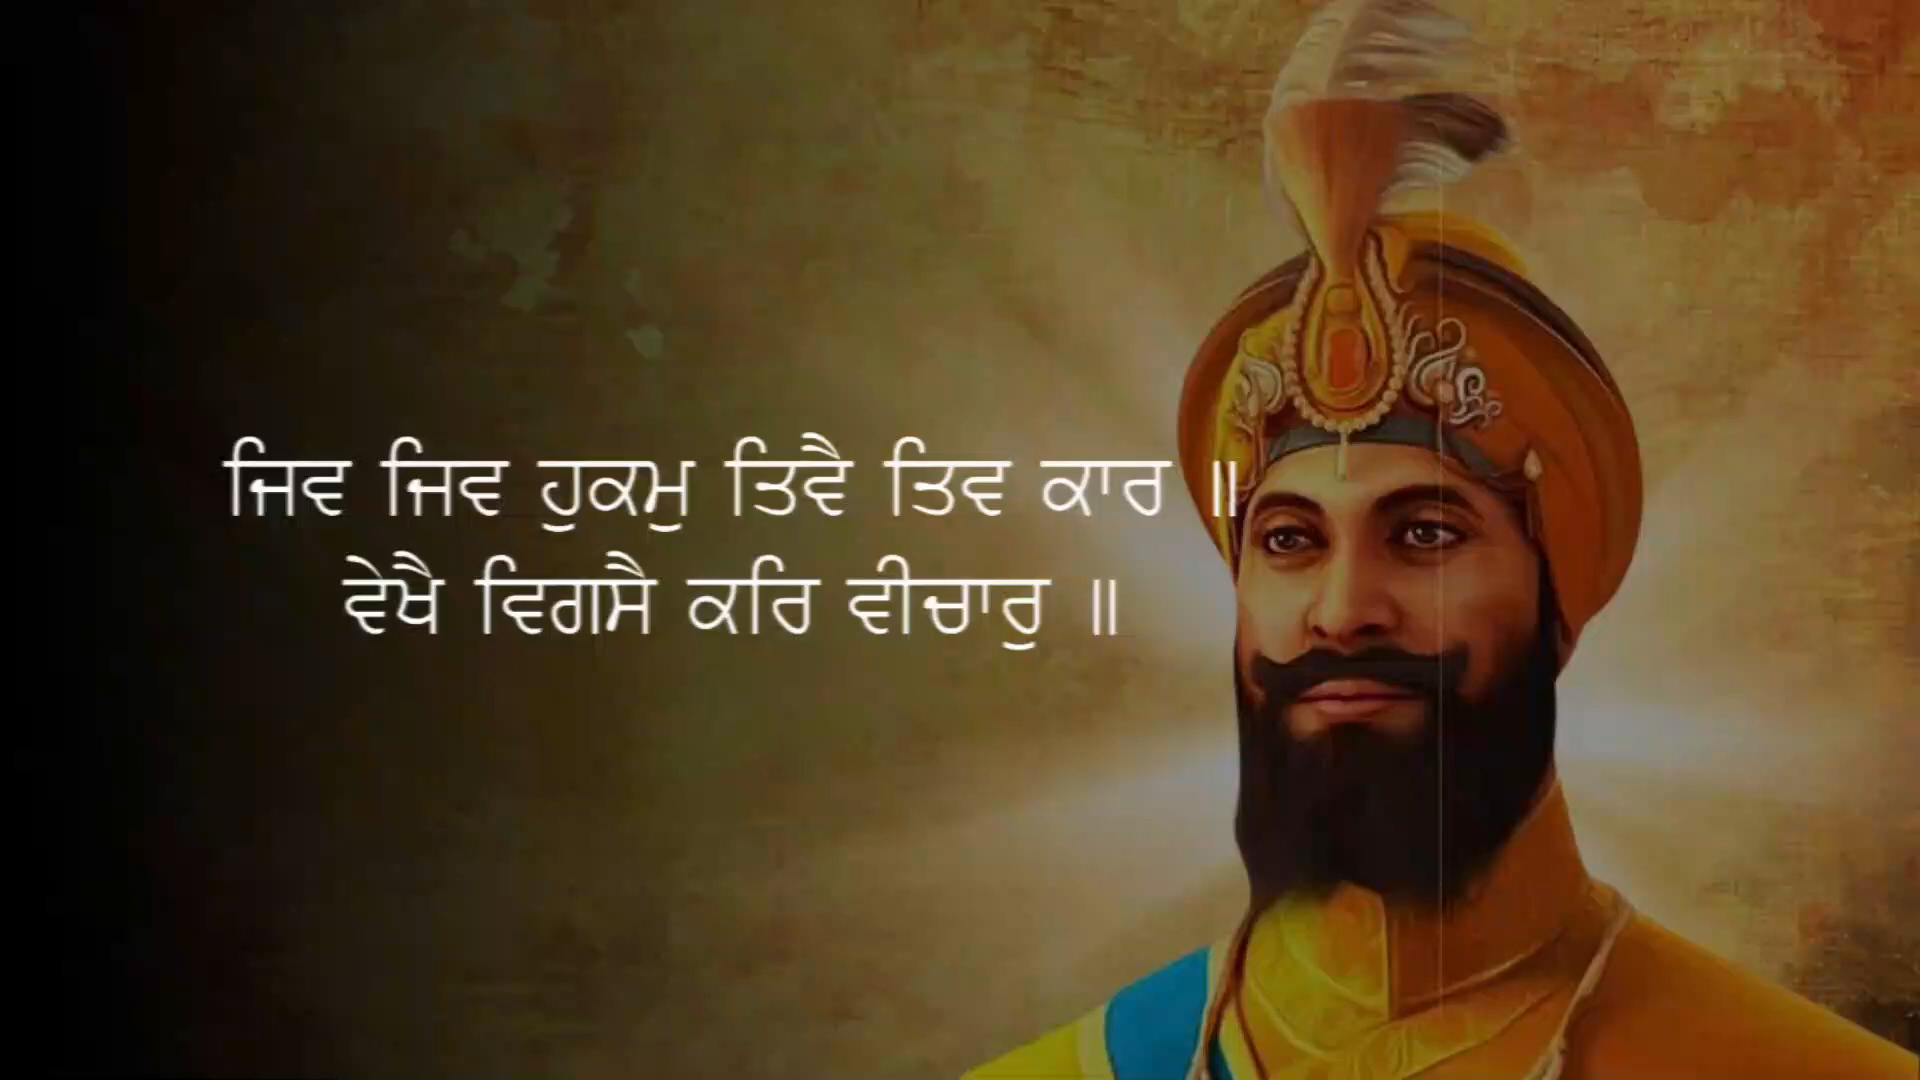 ਜਿਵ ਜਿਵ ਹੁਕਮੁ ਤਿਵੈ ਤਿਵ ਕਾਰ ॥
ਵੇਖੈ ਵਿਗਸੈ ਕਰਿ ਵੀਚਾਰੁ ॥